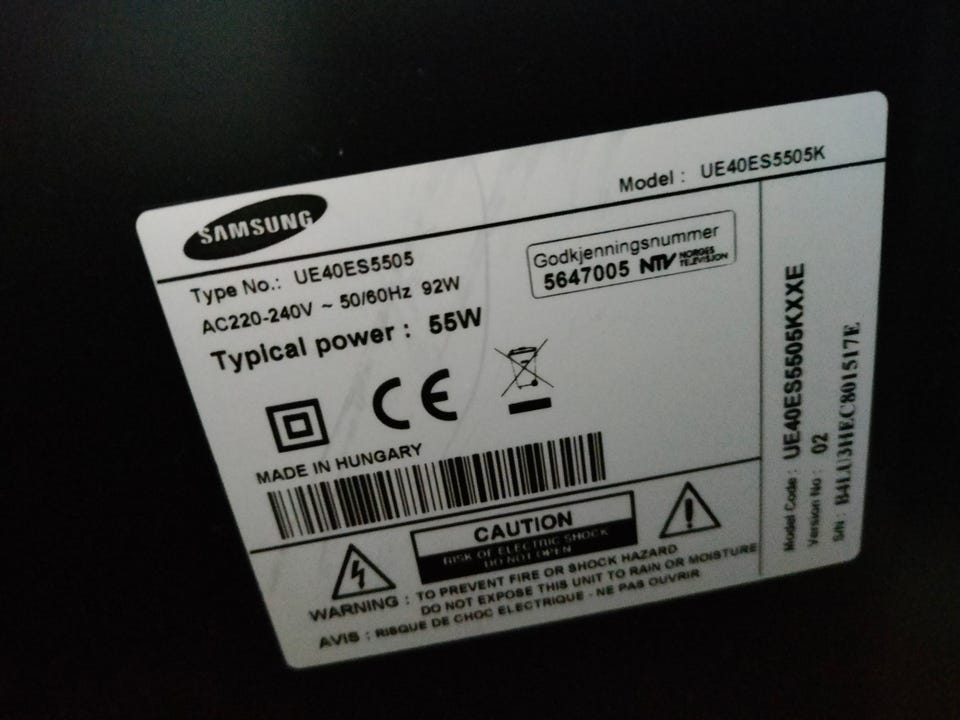 SAMSUNG
Model : UE40ES5505K
Type No.: UE40ES5505
AC220-240V ~ 50/60Hz 92W
Typical power : 55W
Godkjenningsnummer
5647005 NTV NORGES TELEVISJON
CE
MADE IN HUNGARY
CAUTION
RISK OF ELECTRIC SHOCK
DO NOT OPEN
WARNING : TO PREVENT FIRE OR SHOCK HAZARD
DO NOT EXPOSE THIS UNIT TO RAIN OR MOISTURE
AVIS : RISQUE DE CHOC ELECTRIQUE - NE PAS OUVRIR
Model Code : UE40ES5505KXXE
Version No : 02
S/N : B4LU3HEC801517E